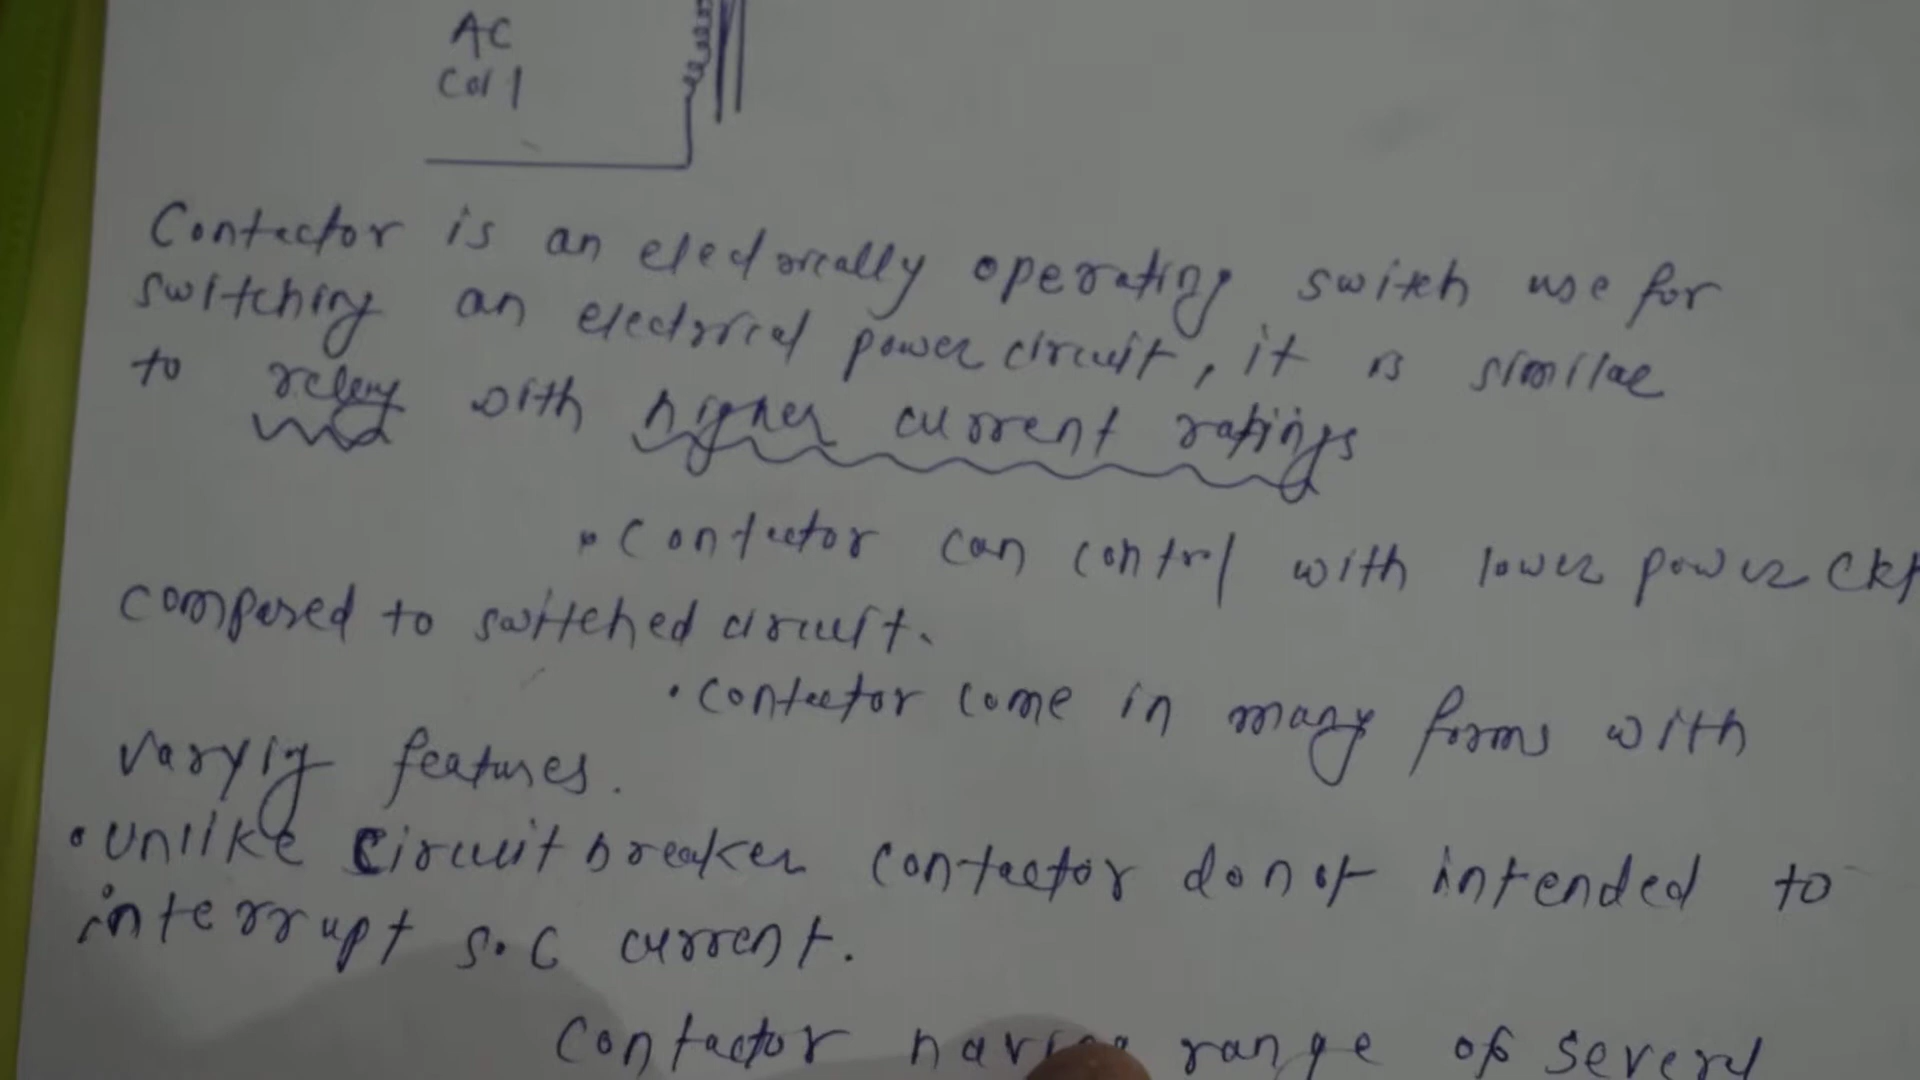 AC
Coil
Contactor is an electrically operating switch use for
switching an electrical power circuit, it is similar
to relay with higher current ratings
• Contactor can control with lower power ckt
compared to switched circuit.
• Contactor come in many forms with
varying features.
• Unlike Circuit breaker contactor donot intended to
interrupt s.c current.
Contactor having range of several